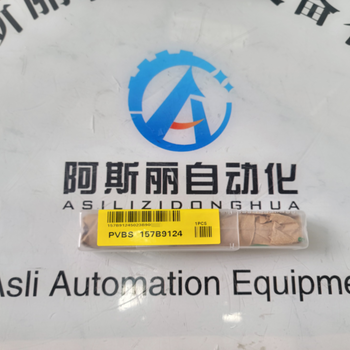 阿斯丽自动化
ASILIZIDONGHUA
1PCS
PVBS 157B9124
Asli Automation Equipme